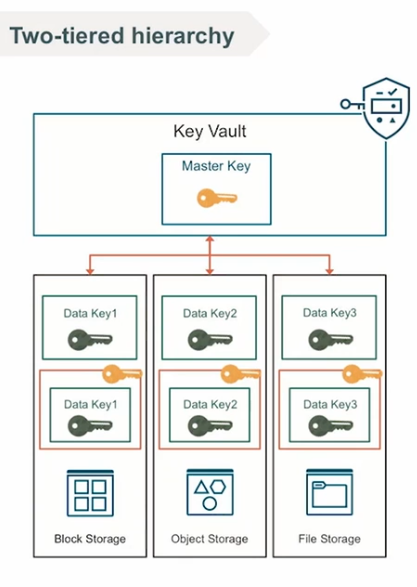 Two-tiered hierarchy
Key Vault
Master Key
Data Key1
Data Key2
Data Key3
Data Key1
Data Key2
Data Key3
Block Storage
Object Storage
File Storage